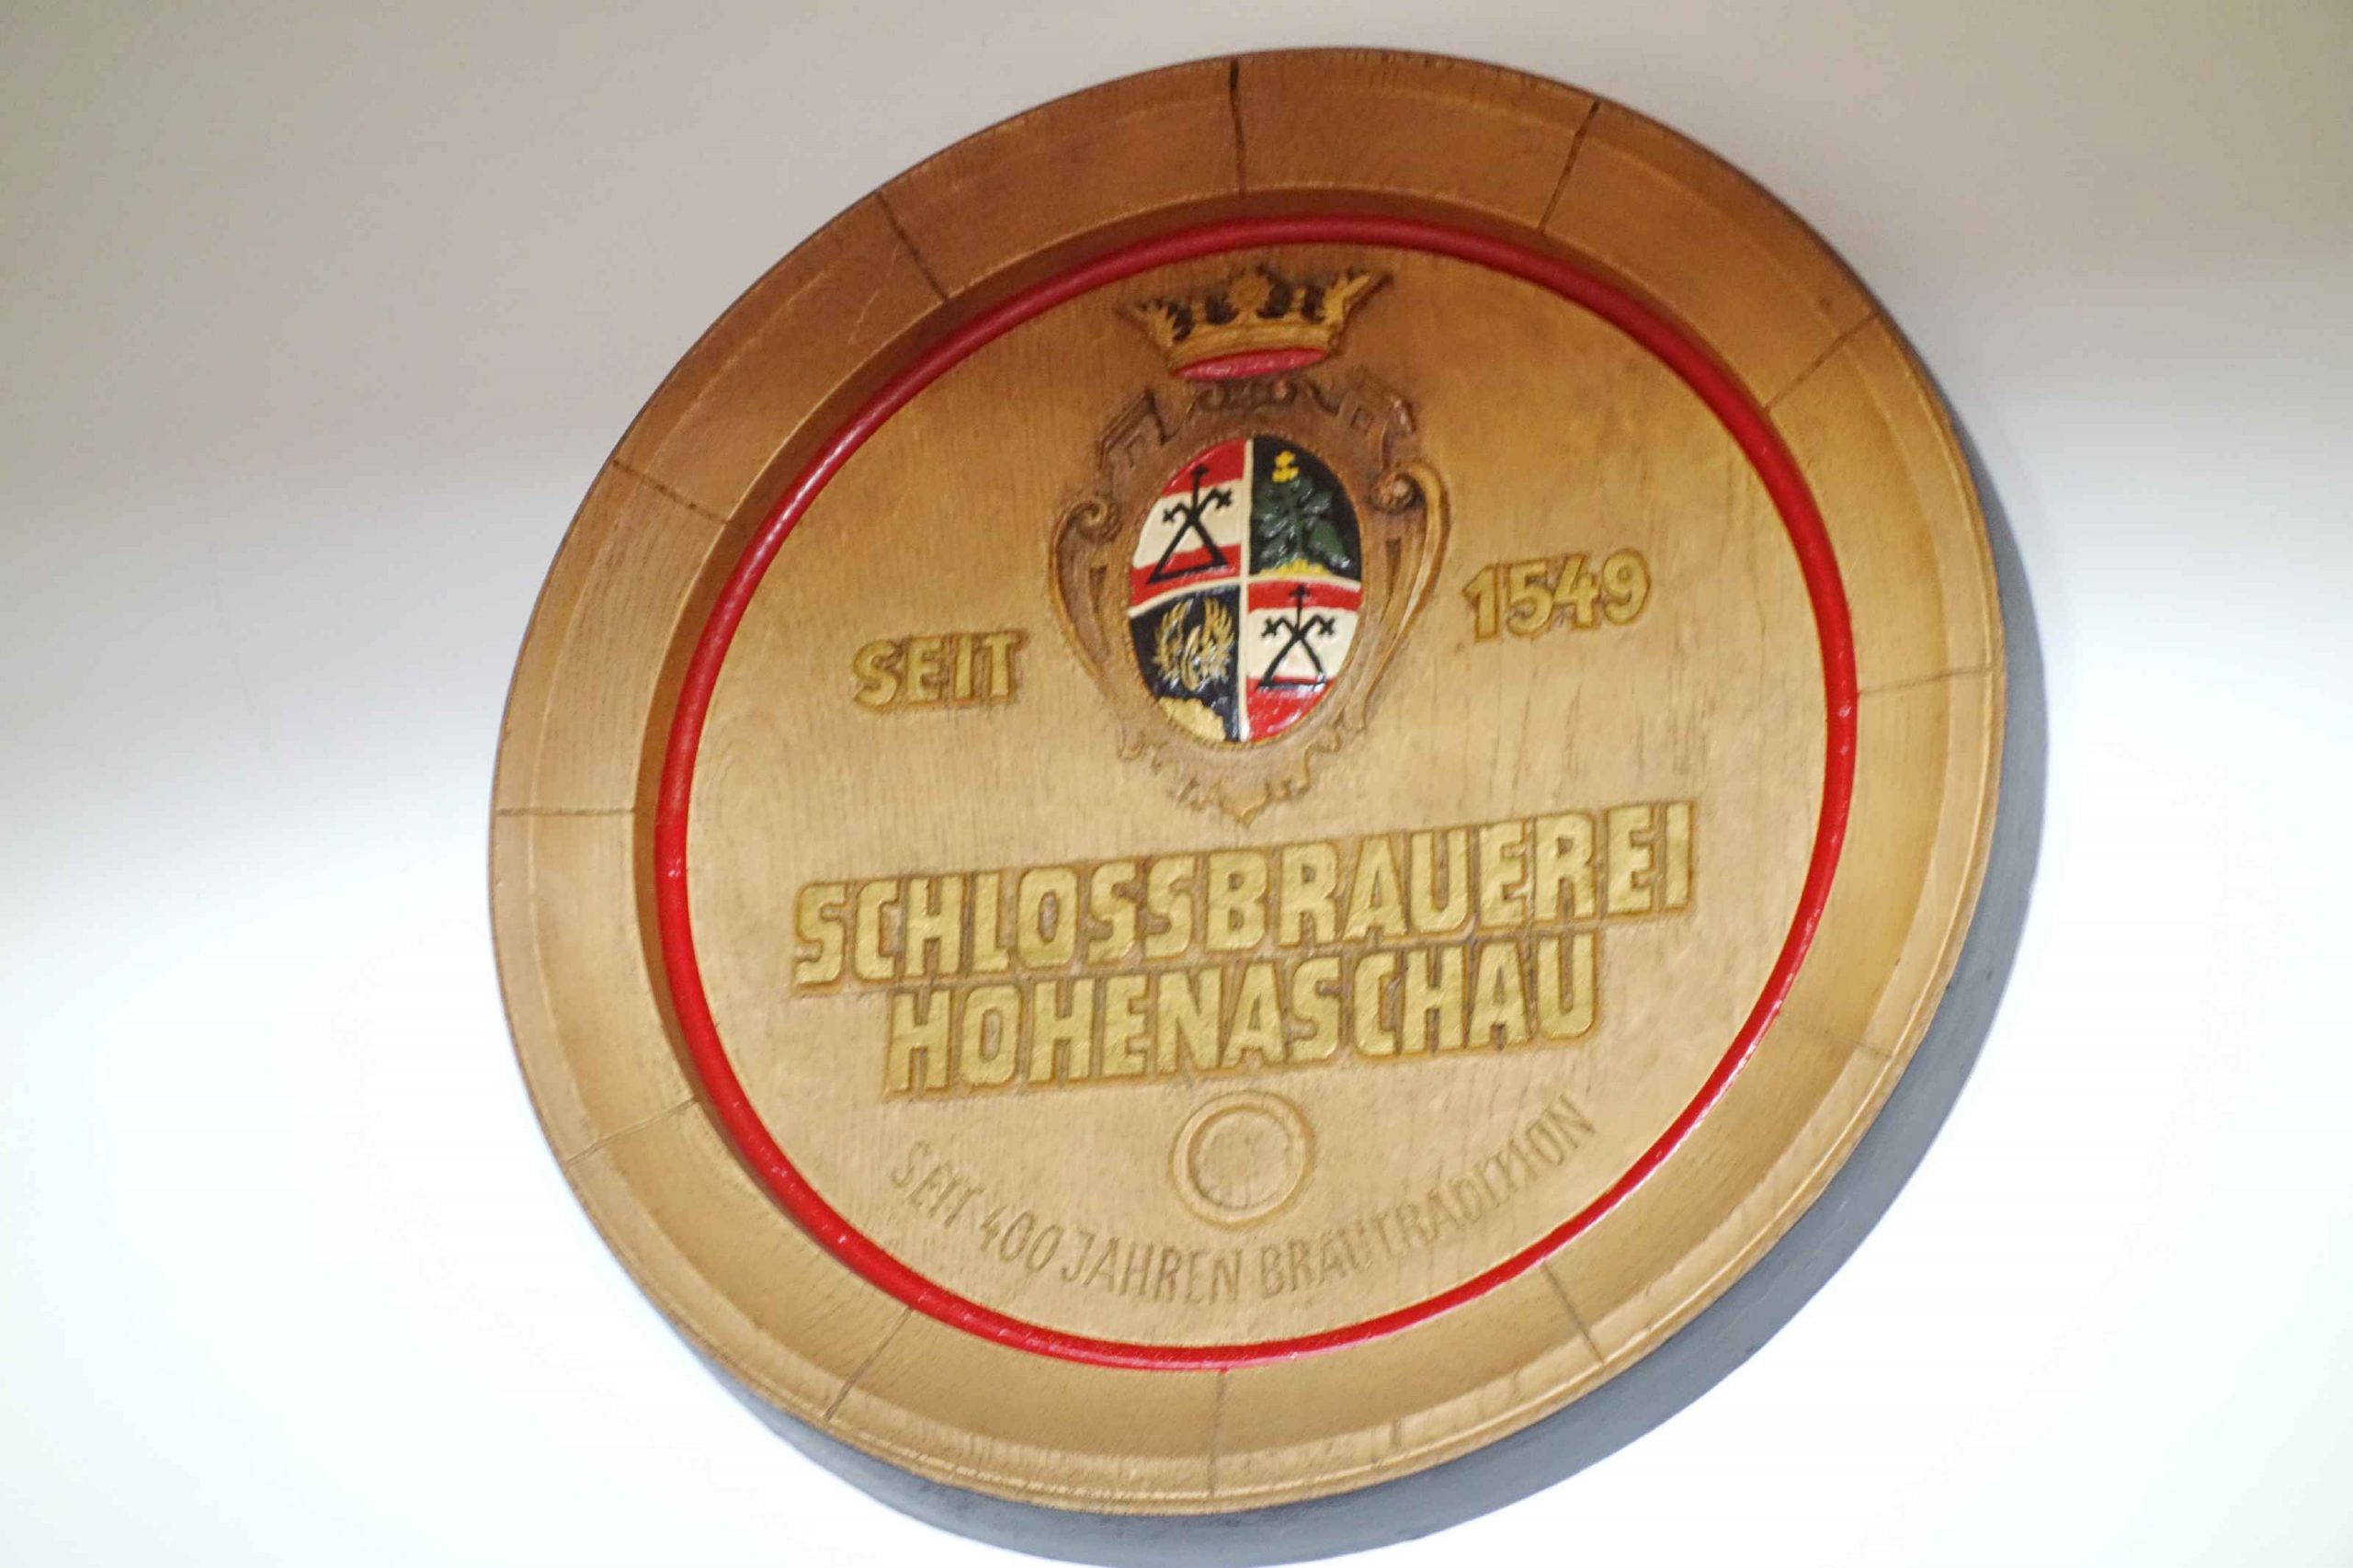 SEIT 1549
SCHLOSSBRAUEREI
HOHENASCHAU
SEIT 400 JAHREN BRAUTRADITION